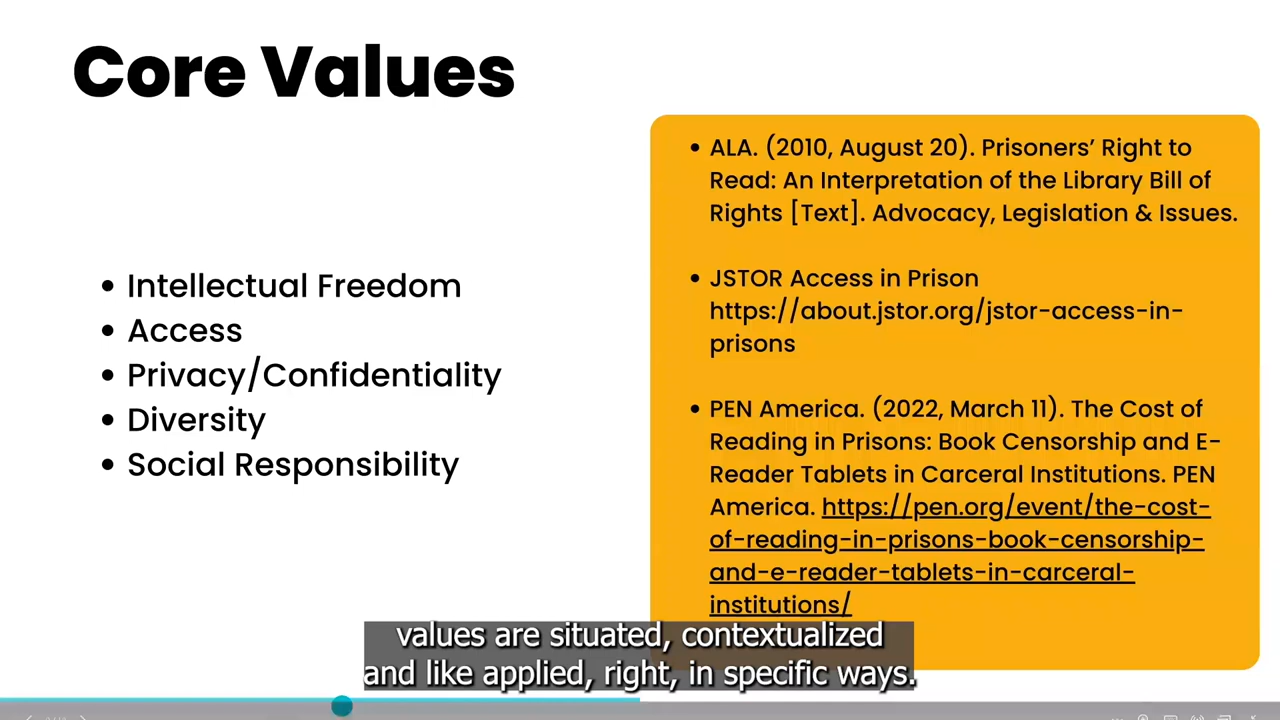 Core Values
• Intellectual Freedom
• Access
• Privacy/Confidentiality
• Diversity
• Social Responsibility
• ALA. (2010, August 20). Prisoners’ Right to
Read: An Interpretation of the Library Bill of
Rights [Text]. Advocacy, Legislation & Issues.
• JSTOR Access in Prison
https://about.jstor.org/jstor-access-in-
prisons
• PEN America. (2022, March 11). The Cost of
Reading in Prisons: Book Censorship and E-
Reader Tablets in Carceral Institutions. PEN
America. https://pen.org/event/the-cost-
of-reading-in-prisons-book-censorship-
and-e-reader-tablets-in-carceral-
institutions/
values are situated, contextualized
and like applied, right, in specific ways.